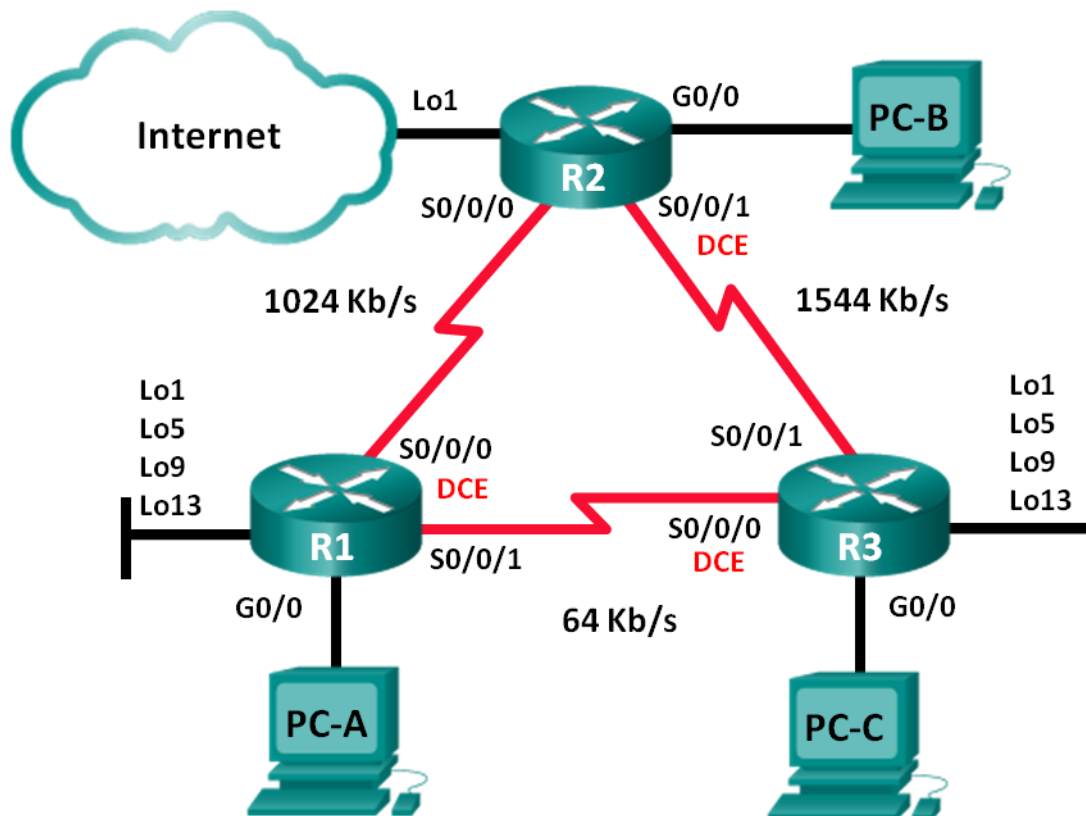 Internet
Lo1
G0/0
PC-B
R2
S0/0/0
S0/0/1
DCE
1024 Kb/s
1544 Kb/s
Lo1
Lo5
Lo9
Lo13
S0/0/0
DCE
R1
S0/0/1
G0/0
PC-A
64 Kb/s
S0/0/1
S0/0/0
DCE
R3
Lo1
Lo5
Lo9
Lo13
G0/0
PC-C